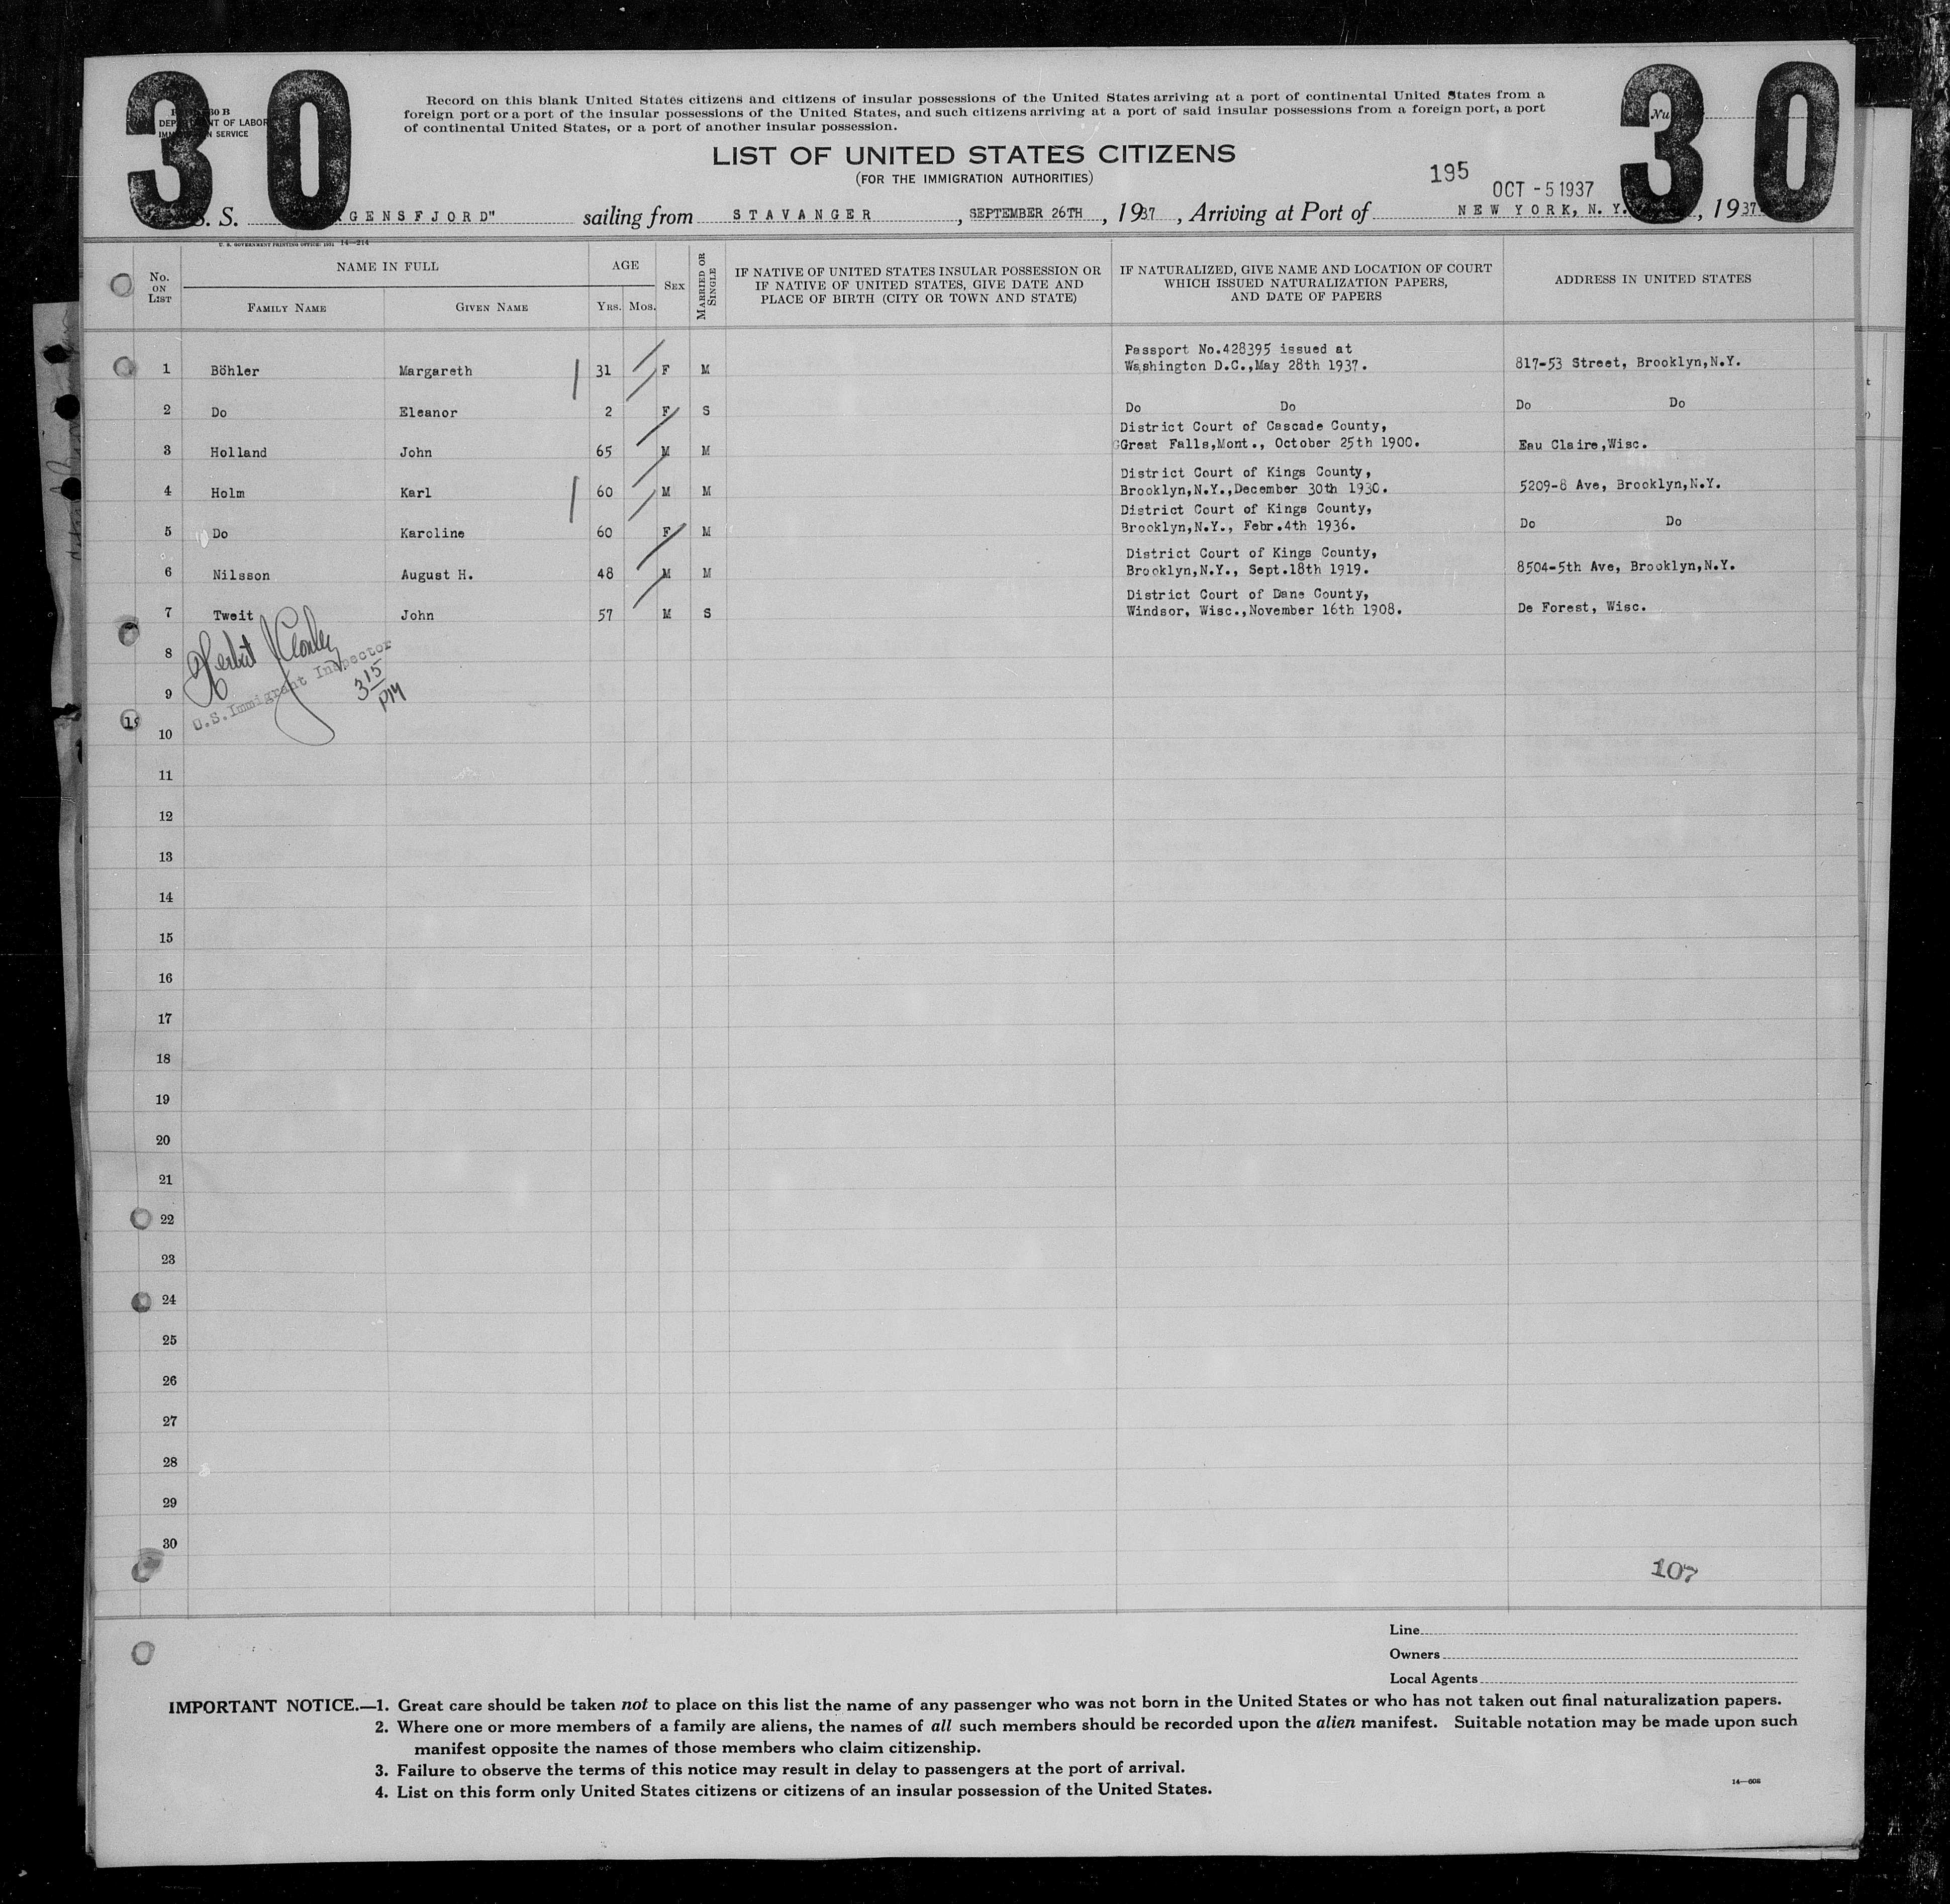 30 30
DEPARTMENT OF LABOR
IMMIGRATION SERVICE
Record on this blank United States citizens and citizens of insular possessions of the United States arriving at a port of continental United States from a
foreign port or a port of the insular possessions of the United States, and such citizens arriving at a port of said insular possessions from a foreign port, a port
of continental United States, or a port of another insular possession.
LIST OF UNITED STATES CITIZENS
(FOR THE IMMIGRATION AUTHORITIES)
195
OCT -5 1937
S. S. GENSFJORD" sailing from STAVANGER, SEPTEMBER 26TH, 1937, Arriving at Port of NEW YORK, N. Y., 1937
U. S. GOVERNMENT PRINTING OFFICE: 1931 14—214
No. ON LIST
NAME IN FULL
FAMILY NAME GIVEN NAME
AGE
YRS. MOS.
SEX
MARRIED OR SINGLE
IF NATIVE OF UNITED STATES INSULAR POSSESSION OR
IF NATIVE OF UNITED STATES, GIVE DATE AND
PLACE OF BIRTH (CITY OR TOWN AND STATE)
IF NATURALIZED, GIVE NAME AND LOCATION OF COURT
WHICH ISSUED NATURALIZATION PAPERS,
AND DATE OF PAPERS
ADDRESS IN UNITED STATES
Passport No.428395 issued at
1 Böhler Margareth 31 F M Washington D.C.,May 28th 1937. 817-53 Street, Brooklyn,N.Y.
2 Do Eleanor 2 F S Do Do Do Do
District Court of Cascade County,
3 Holland John 65 M M Great Falls,Mont., October 25th 1900. Eau Claire,Wisc.
District Court of Kings County,
4 Holm Karl 60 M M Brooklyn,N.Y.,December 30th 1930. 5209-8 Ave, Brooklyn,N.Y.
District Court of Kings County,
5 Do Karoline 60 F M Brooklyn,N.Y., Febr.4th 1936. Do Do
District Court of Kings County,
6 Nilsson August H. 48 M M Brooklyn,N.Y., Sept.18th 1919. 8504-5th Ave, Brooklyn,N.Y.
District Court of Dane County,
7 Tweit John 57 M S Windsor, Wisc.,November 16th 1908. De Forest, Wisc.
8
U.S.Immigrant Inspector
3 15 PM
9
10
11
12
13
14
15
16
17
18
19
20
21
22
23
24
25
26
27
28
29
30
107
Line
Owners
Local Agents
IMPORTANT NOTICE.—1. Great care should be taken not to place on this list the name of any passenger who was not born in the United States or who has not taken out final naturalization papers.
2. Where one or more members of a family are aliens, the names of all such members should be recorded upon the alien manifest. Suitable notation may be made upon such
manifest opposite the names of those members who claim citizenship.
3. Failure to observe the terms of this notice may result in delay to passengers at the port of arrival.
4. List on this form only United States citizens or citizens of an insular possession of the United States.
14—608